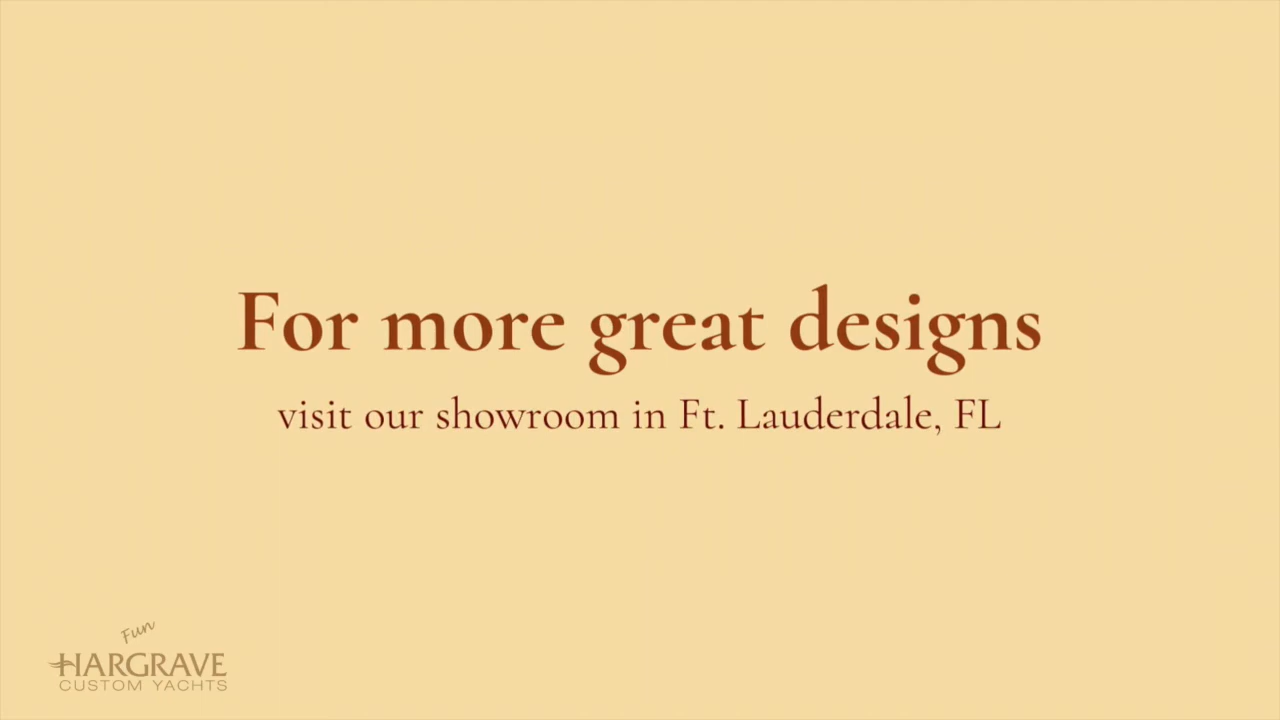 For more great designs
visit our showroom in Ft. Lauderdale, FL
Fun
HARGRAVE
CUSTOM YACHTS